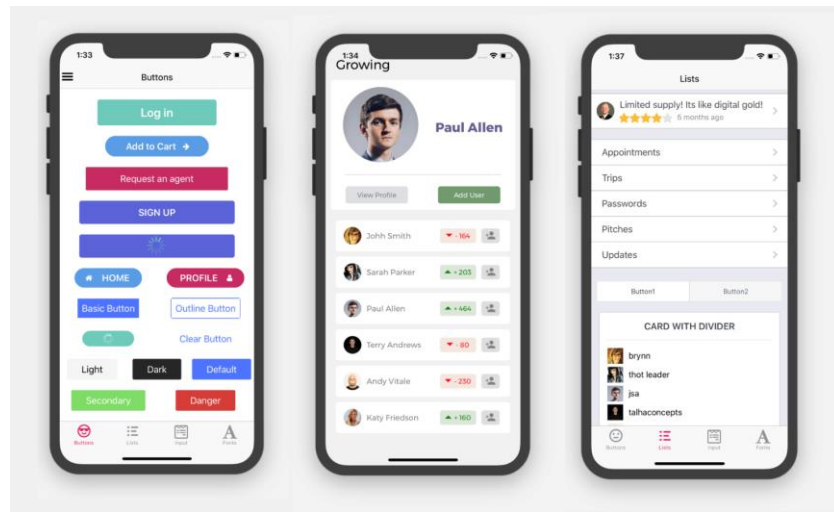 1:33
Buttons
Log in
Add to Cart
Request an agent
SIGN UP
HOME PROFILE
Basic Button Outline Button
Clear Button
Light Dark Default
Secondary Danger
Buttons Lists Input Fonts
1:34
Growing
Paul Allen
View Profile Add User
Johh Smith - 164
Sarah Parker + 203
Paul Allen + 464
Terry Andrews - 80
Andy Vitale - 230
Katy Friedson + 160
1:37
Lists
Limited supply! Its like digital gold!
5 months ago
Appointments
Trips
Passwords
Pitches
Updates
Button1 Button2
CARD WITH DIVIDER
brynn
thot leader
jsa
talhaconcepts
Buttons Lists Input Fonts